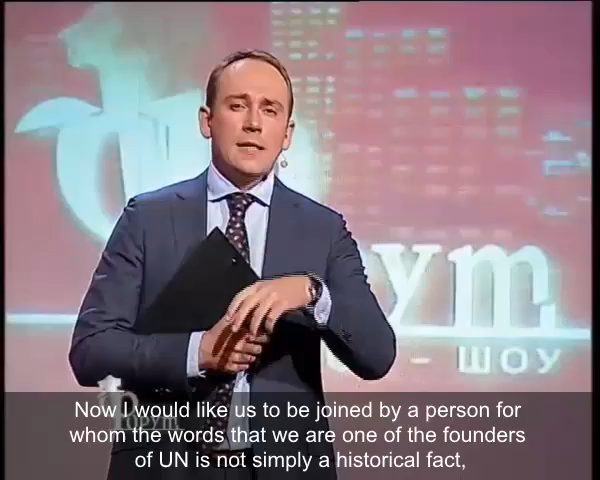 – ШОУ
Now I would like us to be joined by a person for
whom the words that we are one of the founders
of UN is not simply a historical fact,